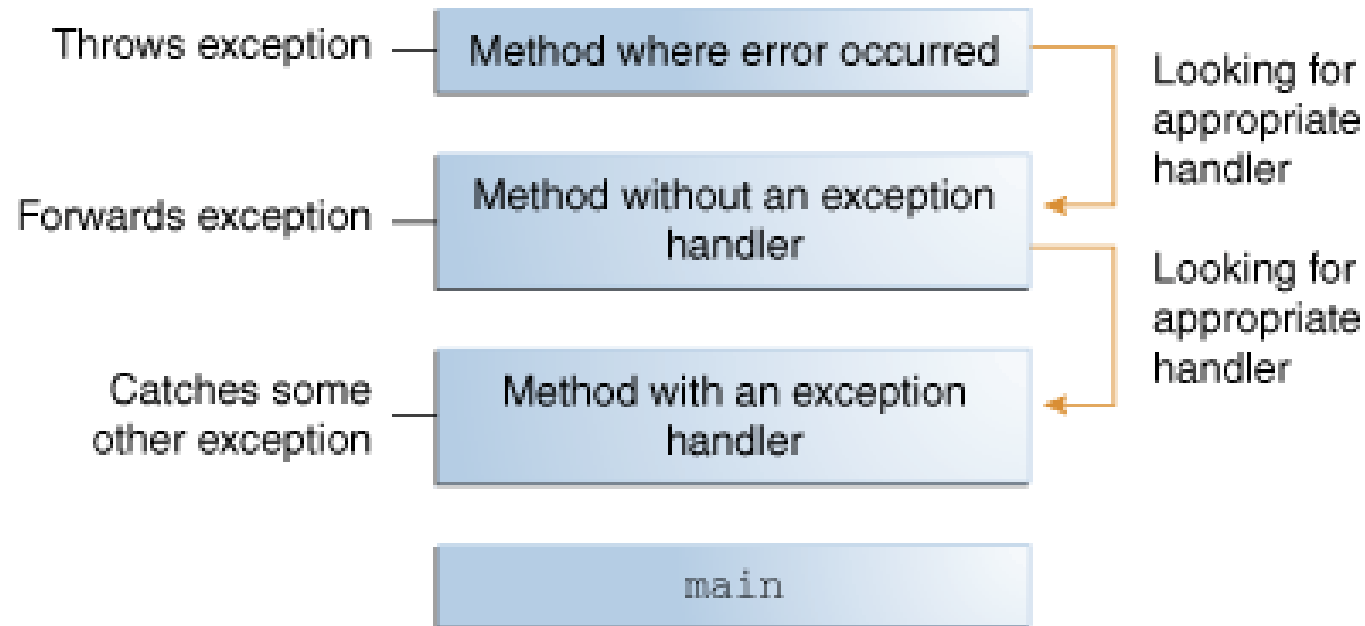 Throws exception
Method where error occurred
Looking for
appropriate
handler
Forwards exception
Method without an exception
handler
Looking for
appropriate
handler
Catches some
other exception
Method with an exception
handler
main